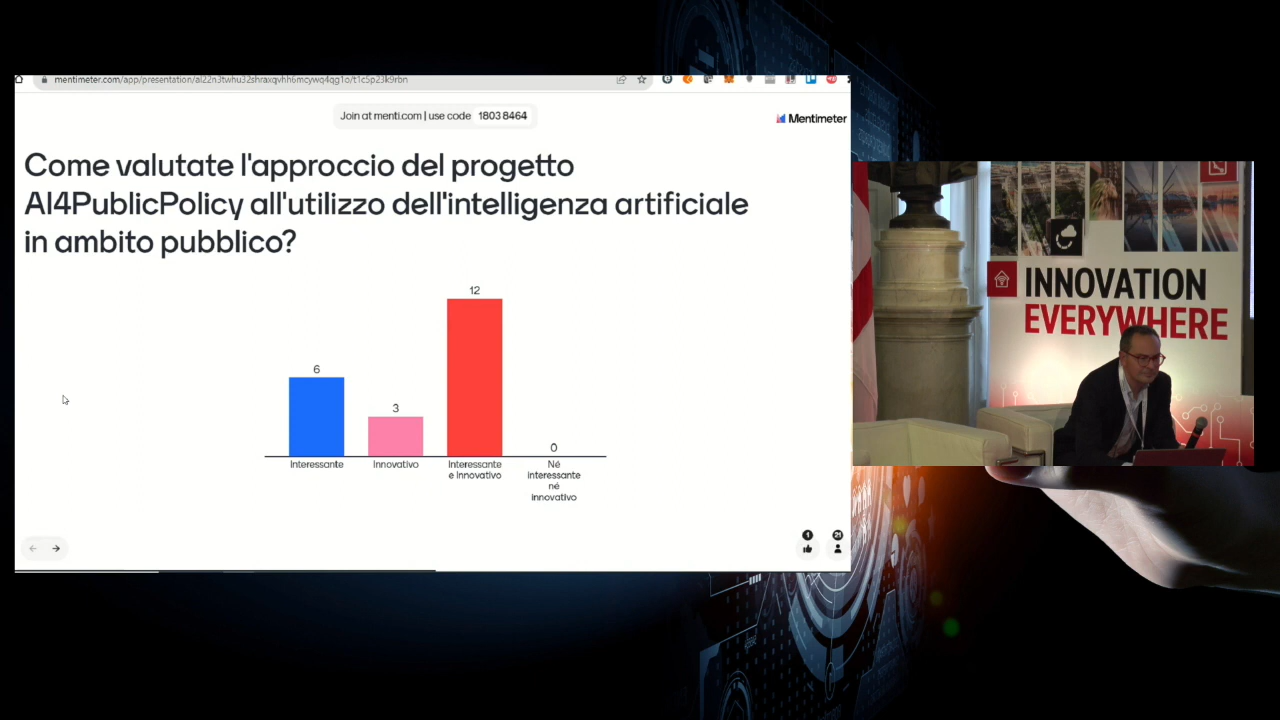 mentimeter.com/app/presentation/al22n3twhu32shraxqvhh6mcywq4qg1o/t1c5p23k9rbn
Join at menti.com | use code 1803 8464
Mentimeter
Come valutate l'approccio del progetto
AI4PublicPolicy all'utilizzo dell'intelligenza artificiale
in ambito pubblico?
12
6
3
0
Interessante
Innovativo
Interessante
e Innovativo
Né
interessante
né
innovativo
1
21
INNOVATION
EVERYWHERE